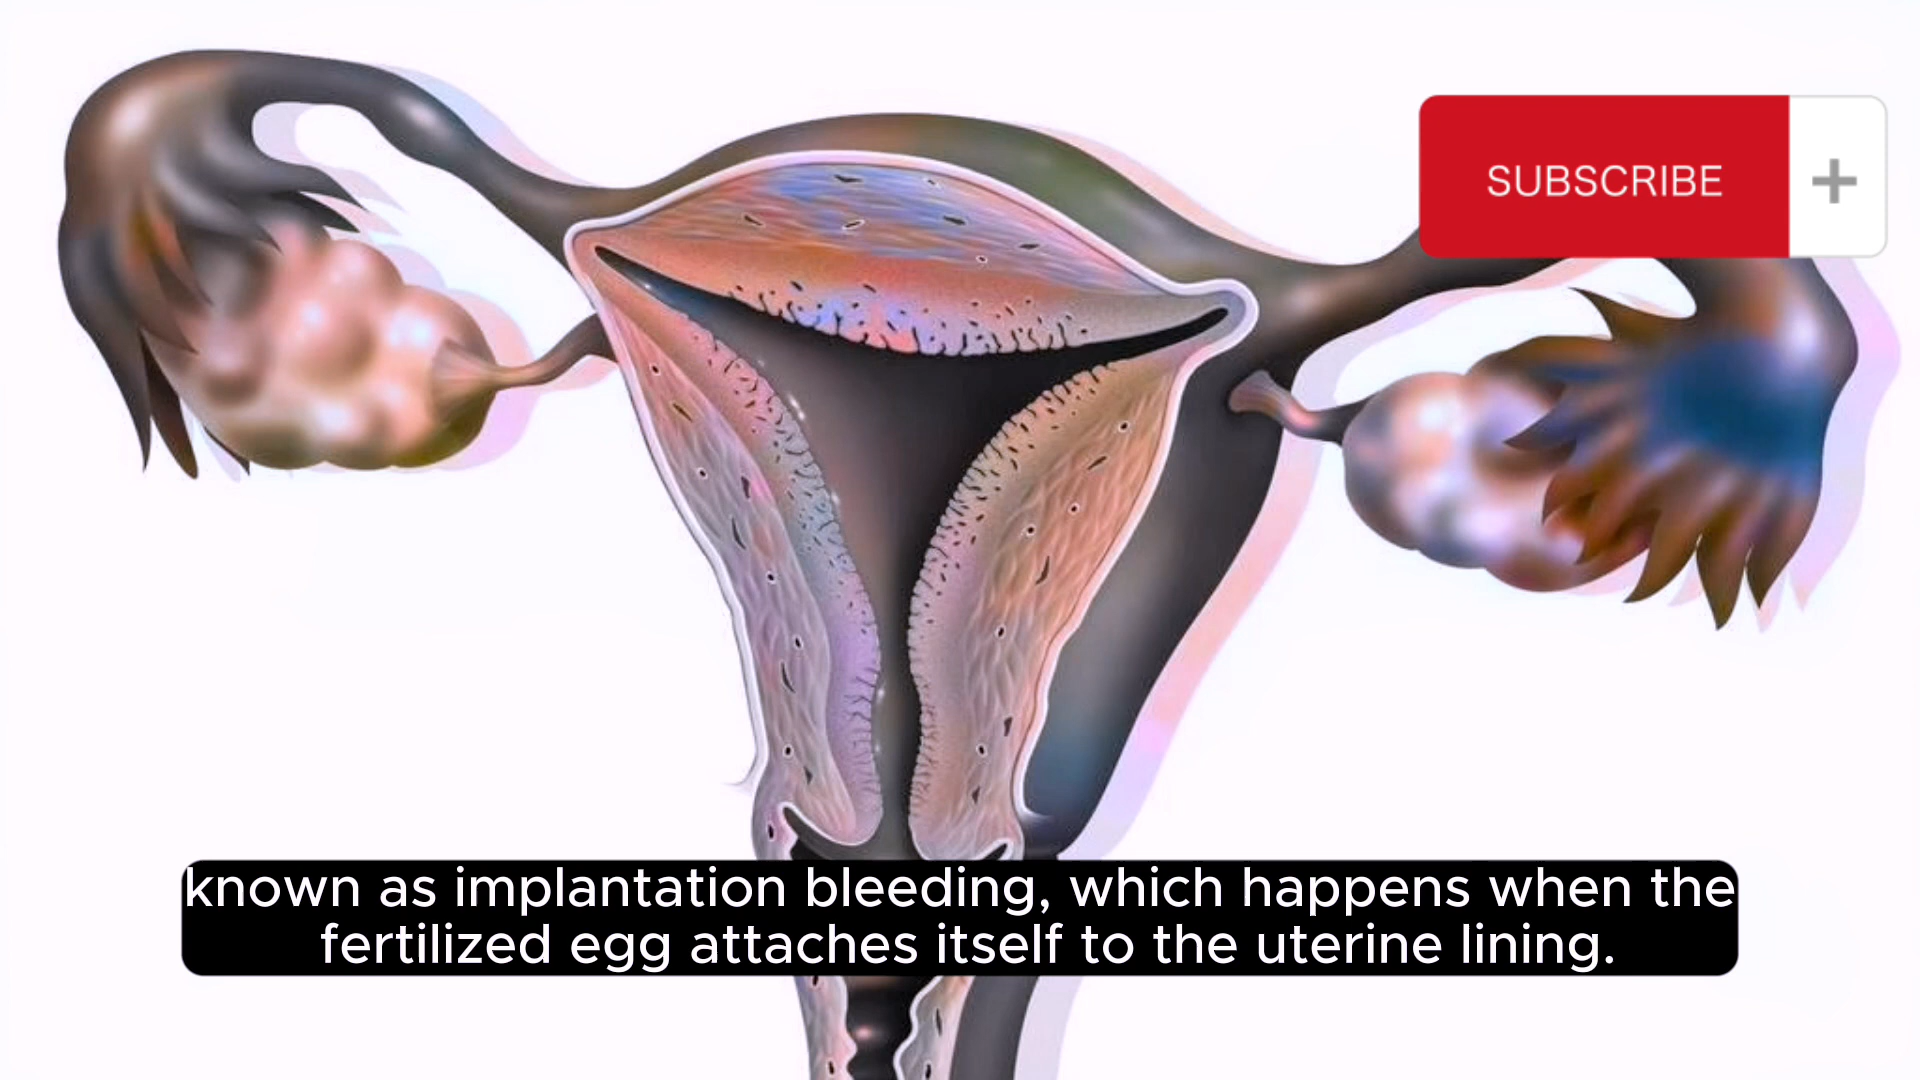 SUBSCRIBE +
known as implantation bleeding, which happens when the
fertilized egg attaches itself to the uterine lining.